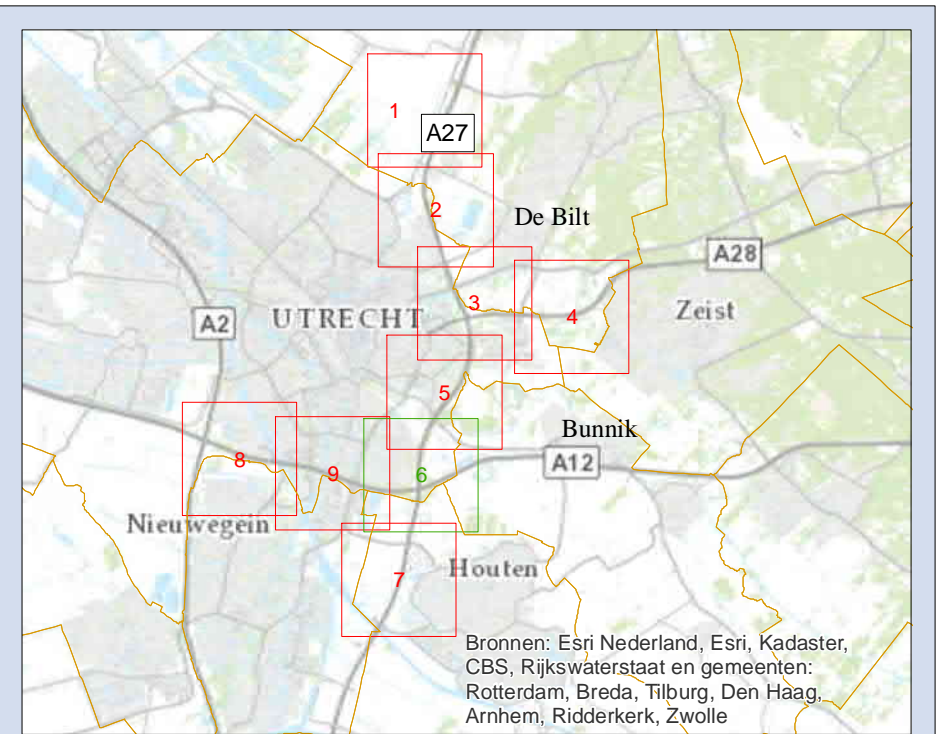 1
A27
2
De Bilt
A28
3
4
Zeist
A2
UTRECHT
5
Bunnik
8
9
6
A12
Nieuwegein
7
Houten
Bronnen: Esri Nederland, Esri, Kadaster,
CBS, Rijkswaterstaat en gemeenten:
Rotterdam, Breda, Tilburg, Den Haag,
Arnhem, Ridderkerk, Zwolle